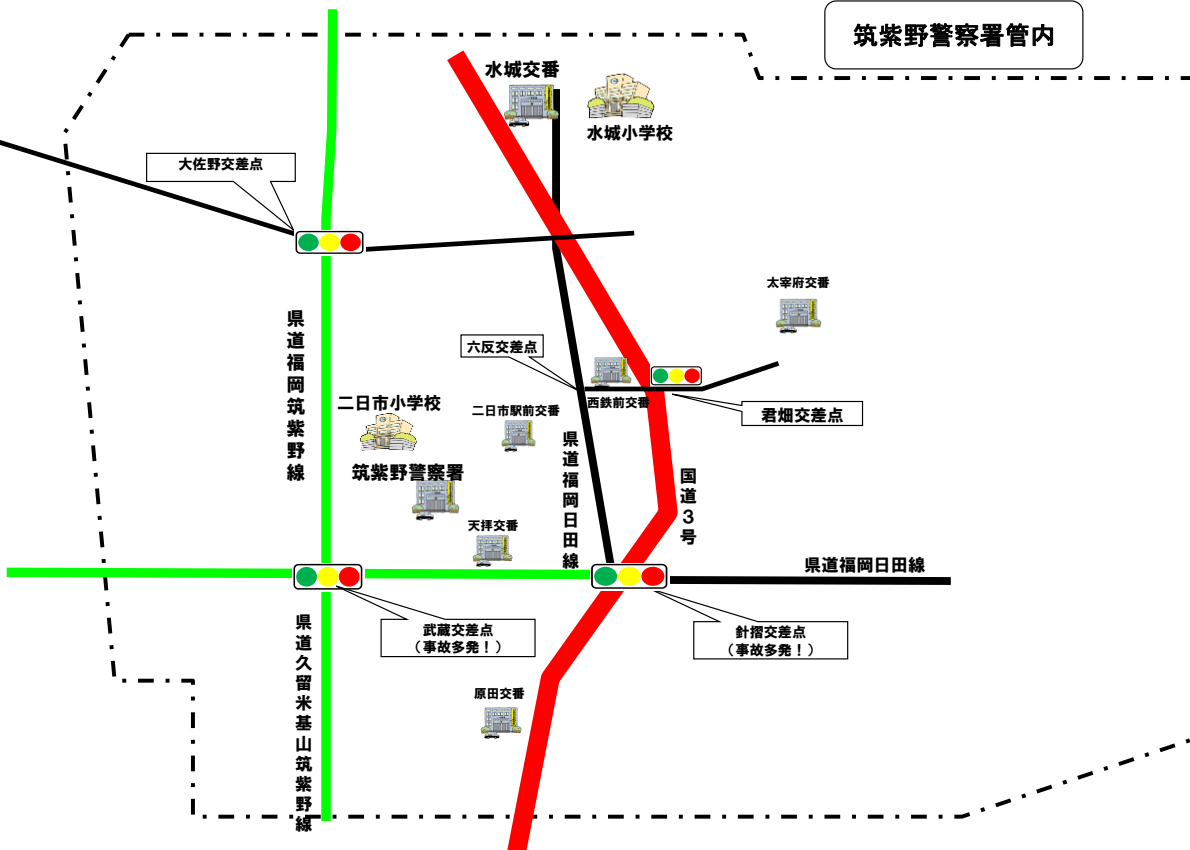 筑紫野警察署管内
水城交番
水城小学校
大佐野交差点
太宰府交番
県道福岡筑紫野線
六反交差点
西鉄前交番
君畑交差点
二日市小学校
二日市駅前交番
県道福岡日田線
筑紫野警察署
国道3号
天拝交番
県道福岡日田線
武蔵交差点
(事故多発!)
針摺交差点
(事故多発!)
県道久留米基山筑紫野線
原田交番